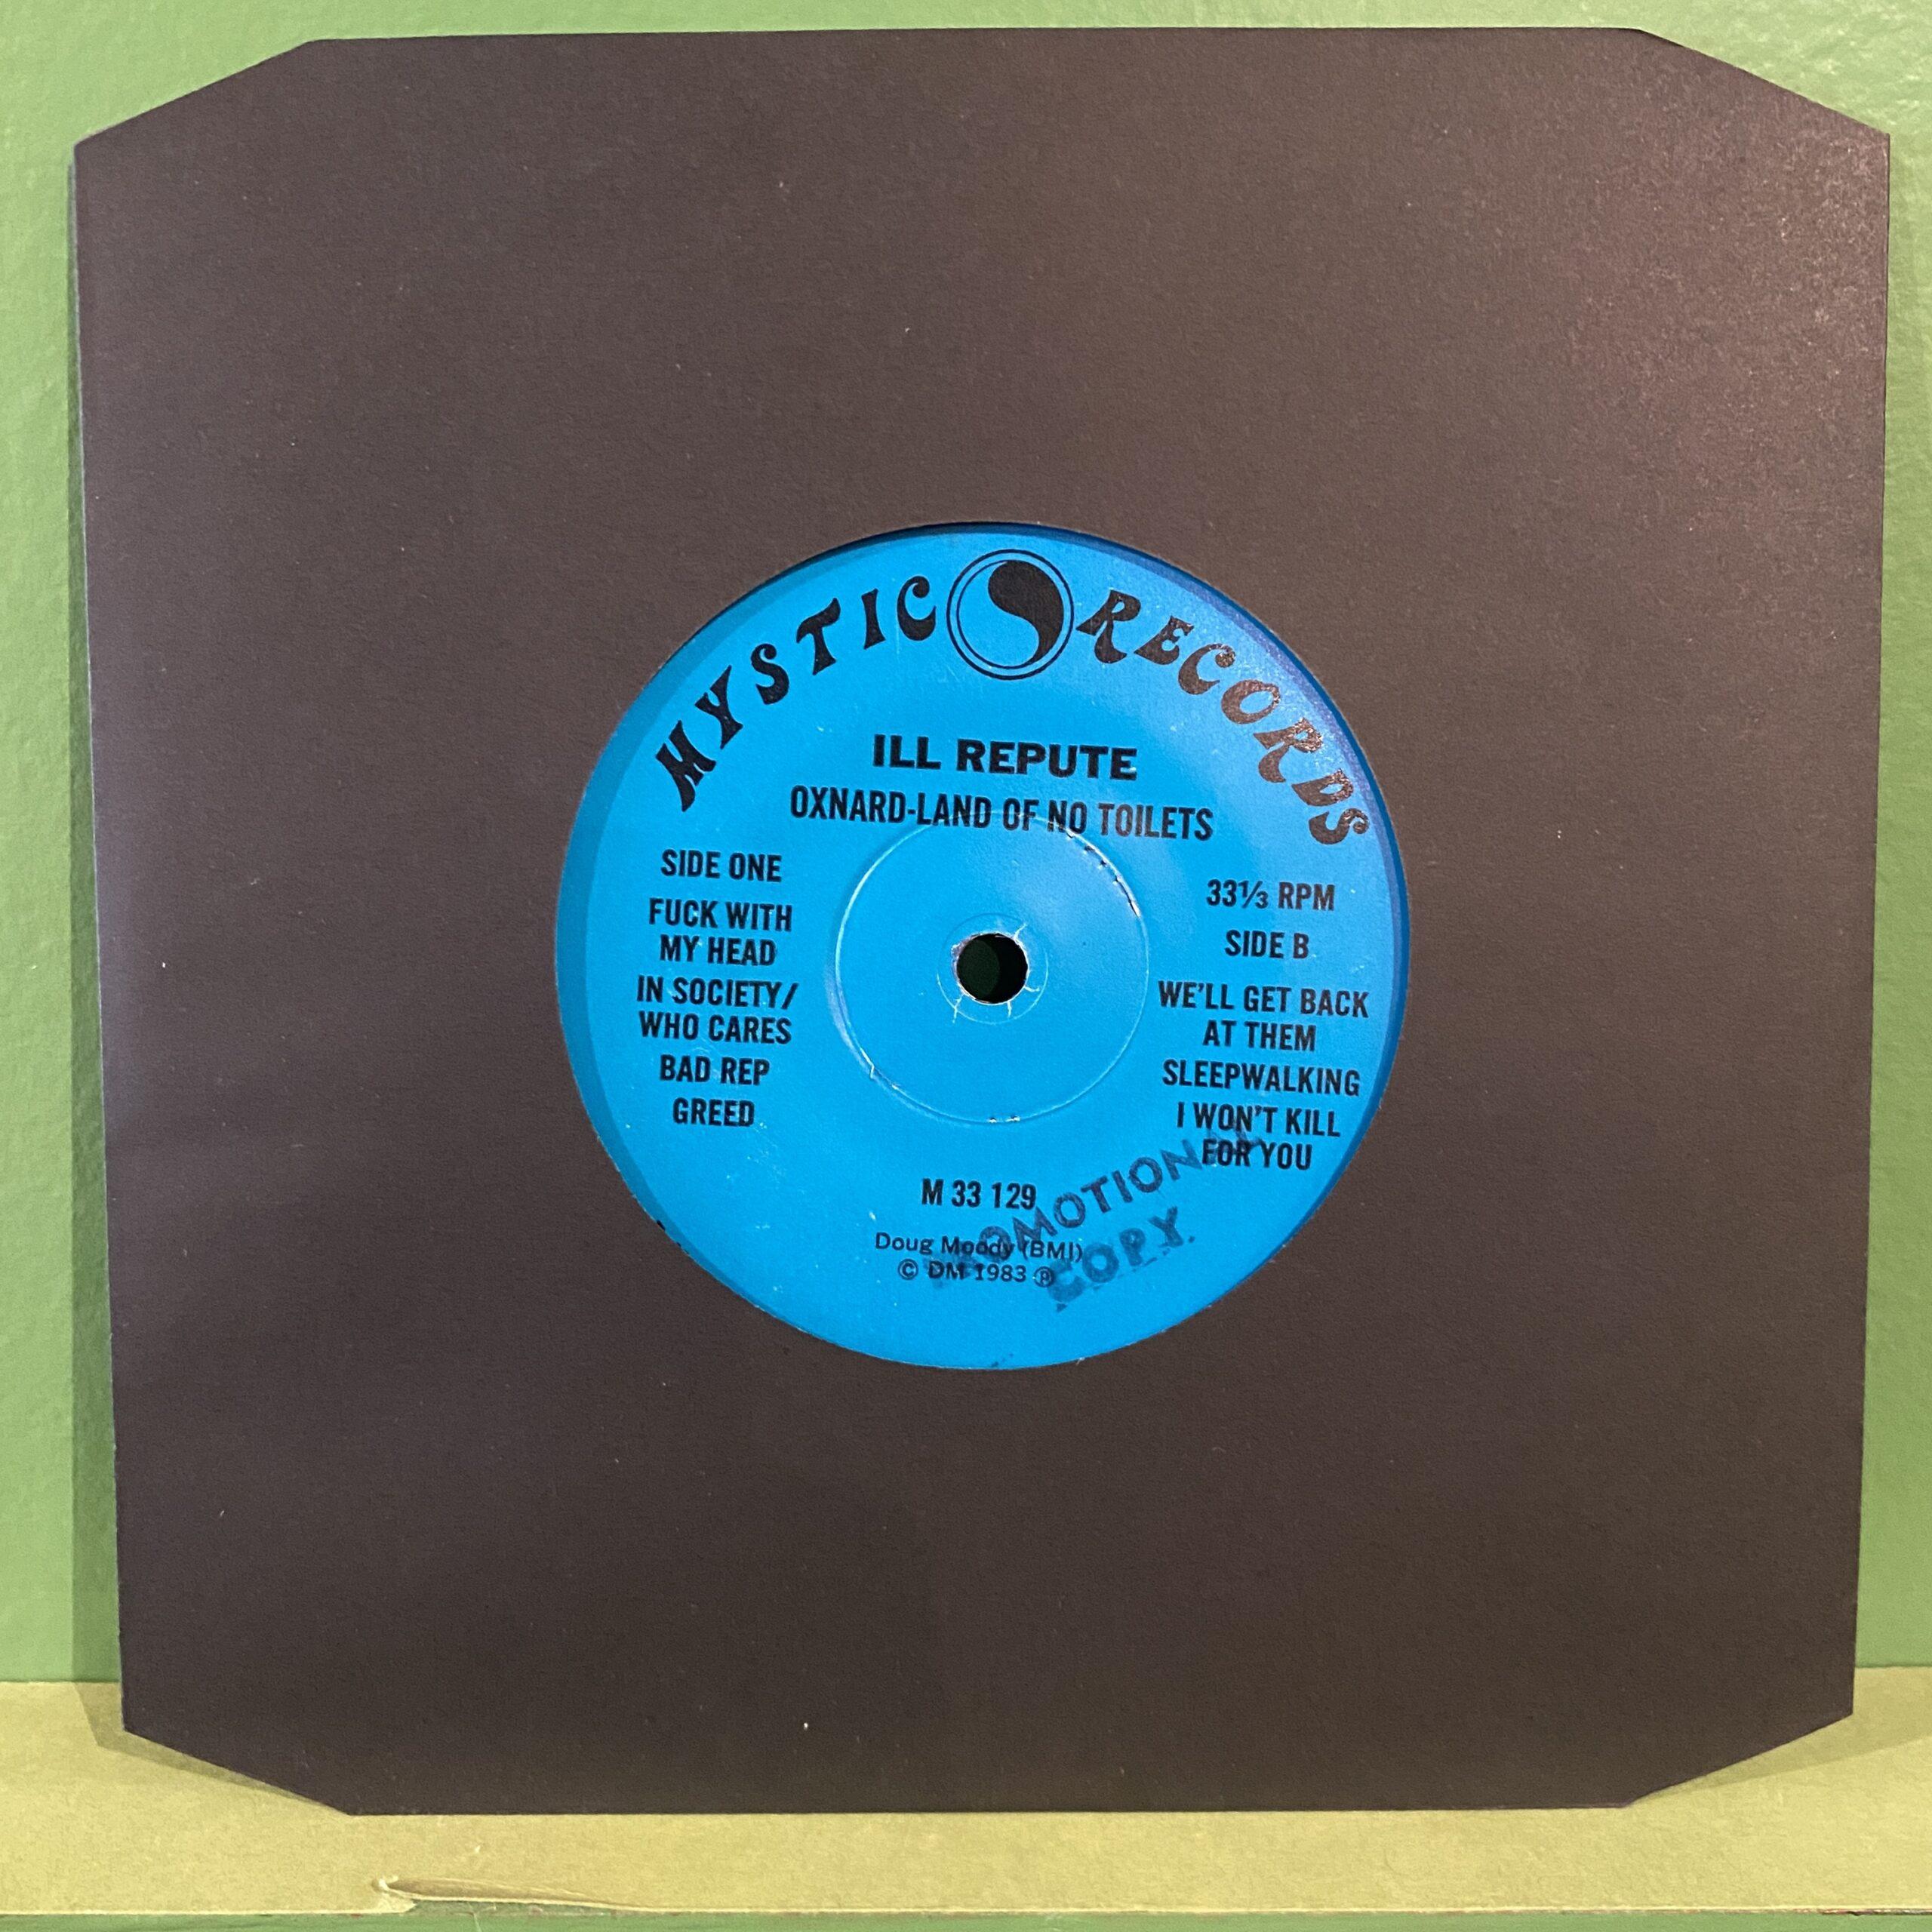 MYSTIC RECORDS
ILL REPUTE
OXNARD-LAND OF NO TOILETS
SIDE ONE
FUCK WITH
MY HEAD
IN SOCIETY/
WHO CARES
BAD REP
GREED
33⅓ RPM
SIDE B
WE'LL GET BACK
AT THEM
SLEEPWALKING
I WON'T KILL
FOR YOU
M 33 129
Doug Moody (BMI)
© DM 1983 ℗
PROMOTIONAL
COPY